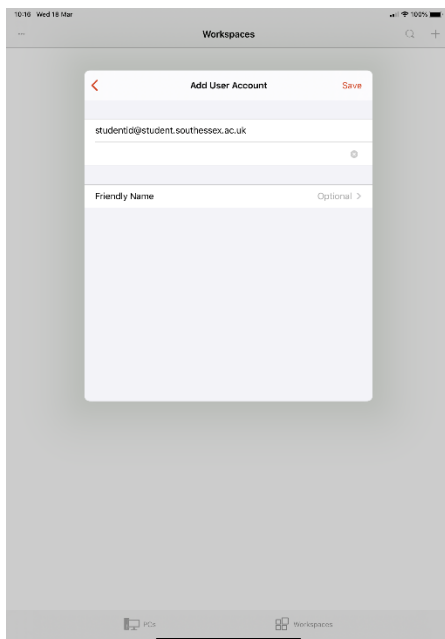 10:16 Wed 18 Mar
100%
Workspaces
Add User Account
Save
studentid@student.southessex.ac.uk
Friendly Name
Optional
PCs
Workspaces